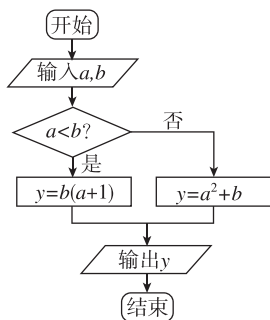 开始
输入a,b
a<b?
否
是
y=b(a+1)
y=a²+b
输出y
结束